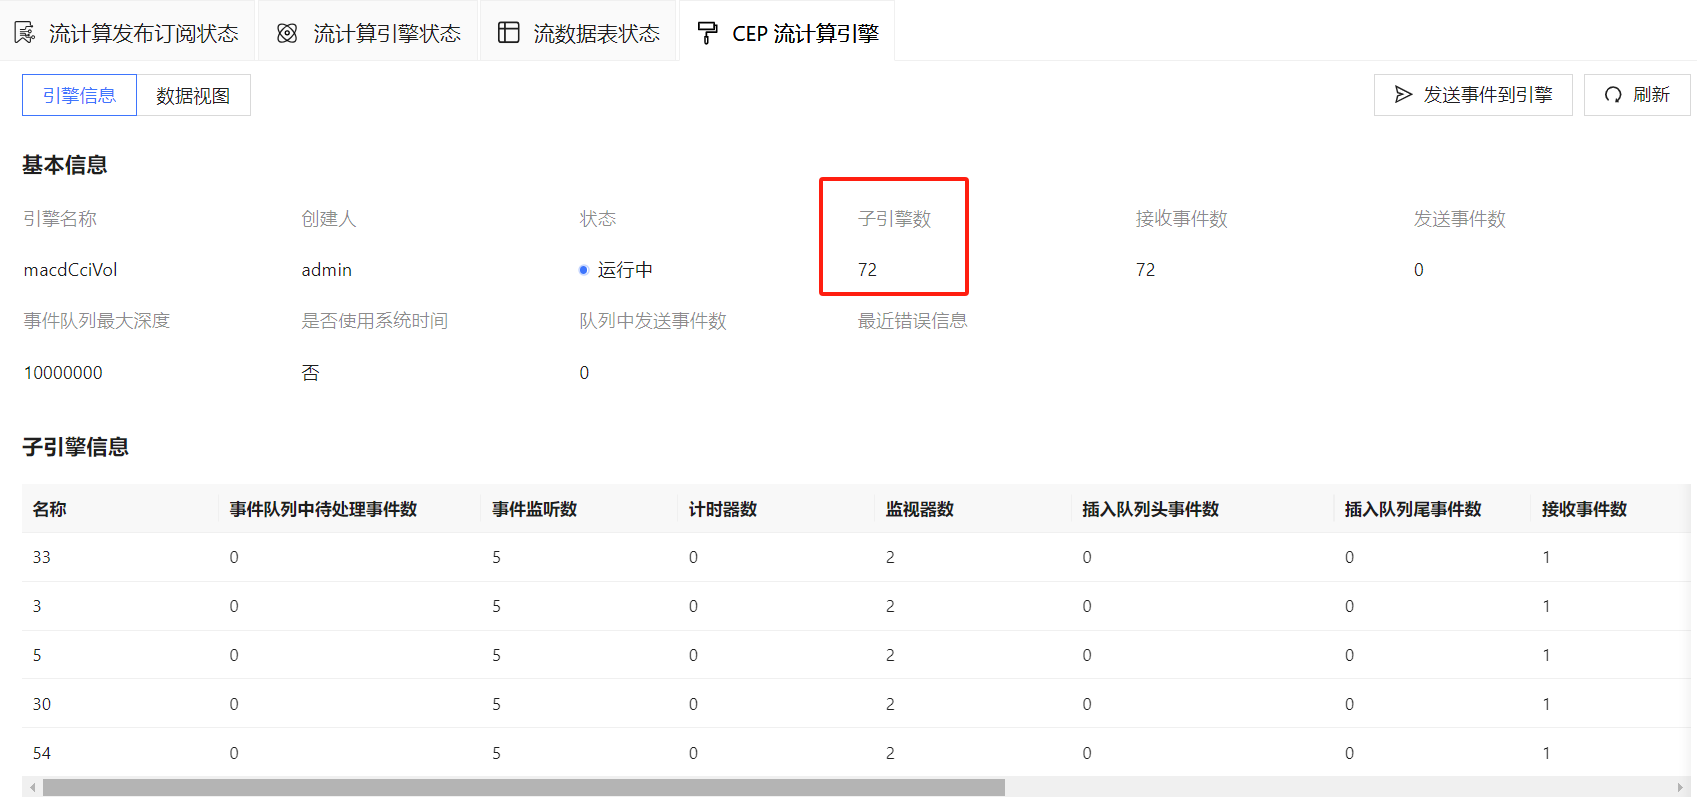 流计算发布订阅状态 流计算引擎状态 流数据表状态 CEP 流计算引擎
引擎信息 数据视图 发送事件到引擎 刷新
基本信息
引擎名称 创建人 状态 子引擎数 接收事件数 发送事件数
macdCciVol admin 运行中 72 72 0
事件队列最大深度 是否使用系统时间 队列中发送事件数 最近错误信息
10000000 否 0
子引擎信息
名称 事件队列中待处理事件数 事件监听数 计时器数 监视器数 插入队列头事件数 插入队列尾事件数 接收事件数
33 0 5 0 2 0 0 1
3 0 5 0 2 0 0 1
5 0 5 0 2 0 0 1
30 0 5 0 2 0 0 1
54 0 5 0 2 0 0 1